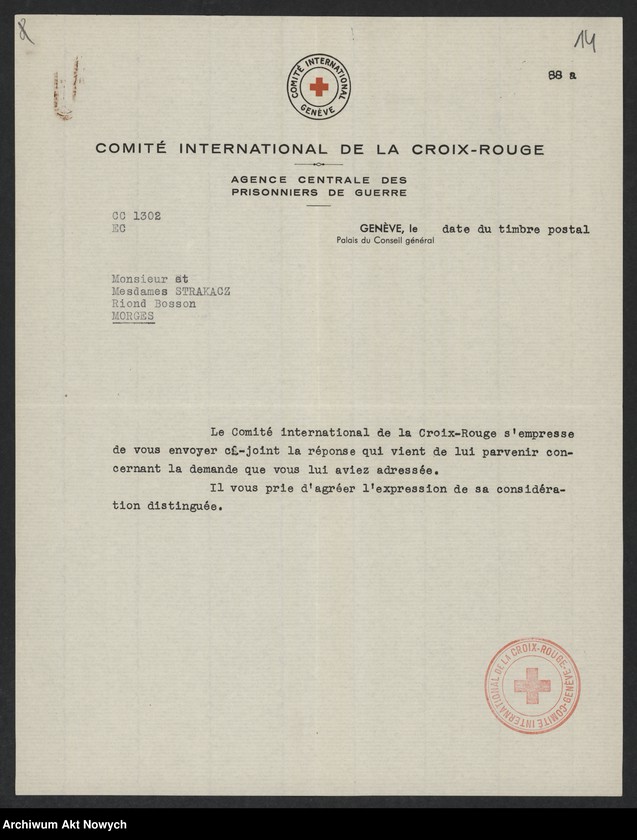 8
14
COMITÉ INTERNATIONAL
GENÈVE
88 a
COMITÉ INTERNATIONAL DE LA CROIX-ROUGE
AGENCE CENTRALE DES
PRISONNIERS DE GUERRE
CC 1302
EC
GENÈVE, le date du timbre postal
Palais du Conseil général
Monsieur et
Mesdames STRAKACZ
Riond Bosson
MORGES
Le Comité international de la Croix-Rouge s'empresse
de vous envoyer ci-joint la réponse qui vient de lui parvenir con-
cernant la demande que vous lui aviez adressée.
Il vous prie d'agréer l'expression de sa considéra-
tion distinguée.
COMITÉ INTERNATIONAL DE LA CROIX-ROUGE-GENÈVE
Archiwum Akt Nowych